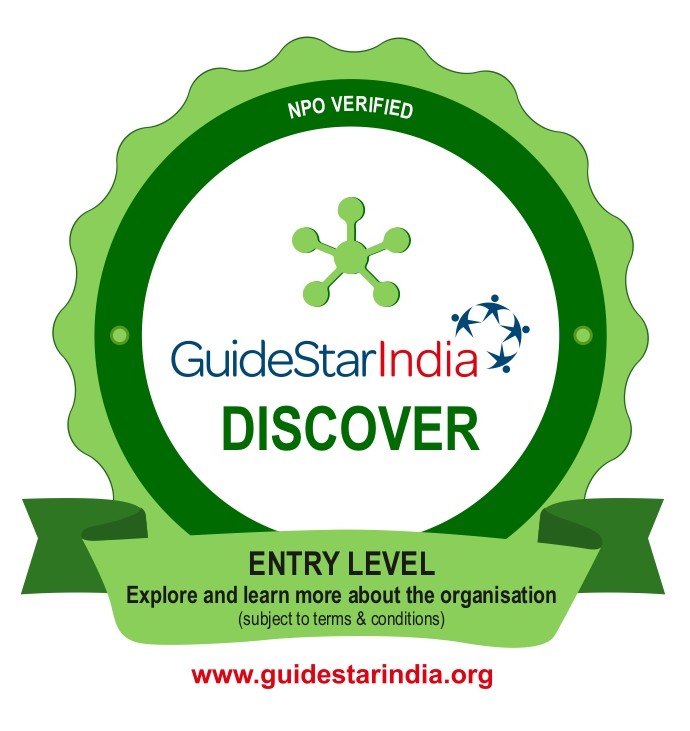 NPO VERIFIED
GuideStarIndia
DISCOVER
ENTRY LEVEL
Explore and learn more about the organisation
(subject to terms & conditions)
www.guidestarindia.org